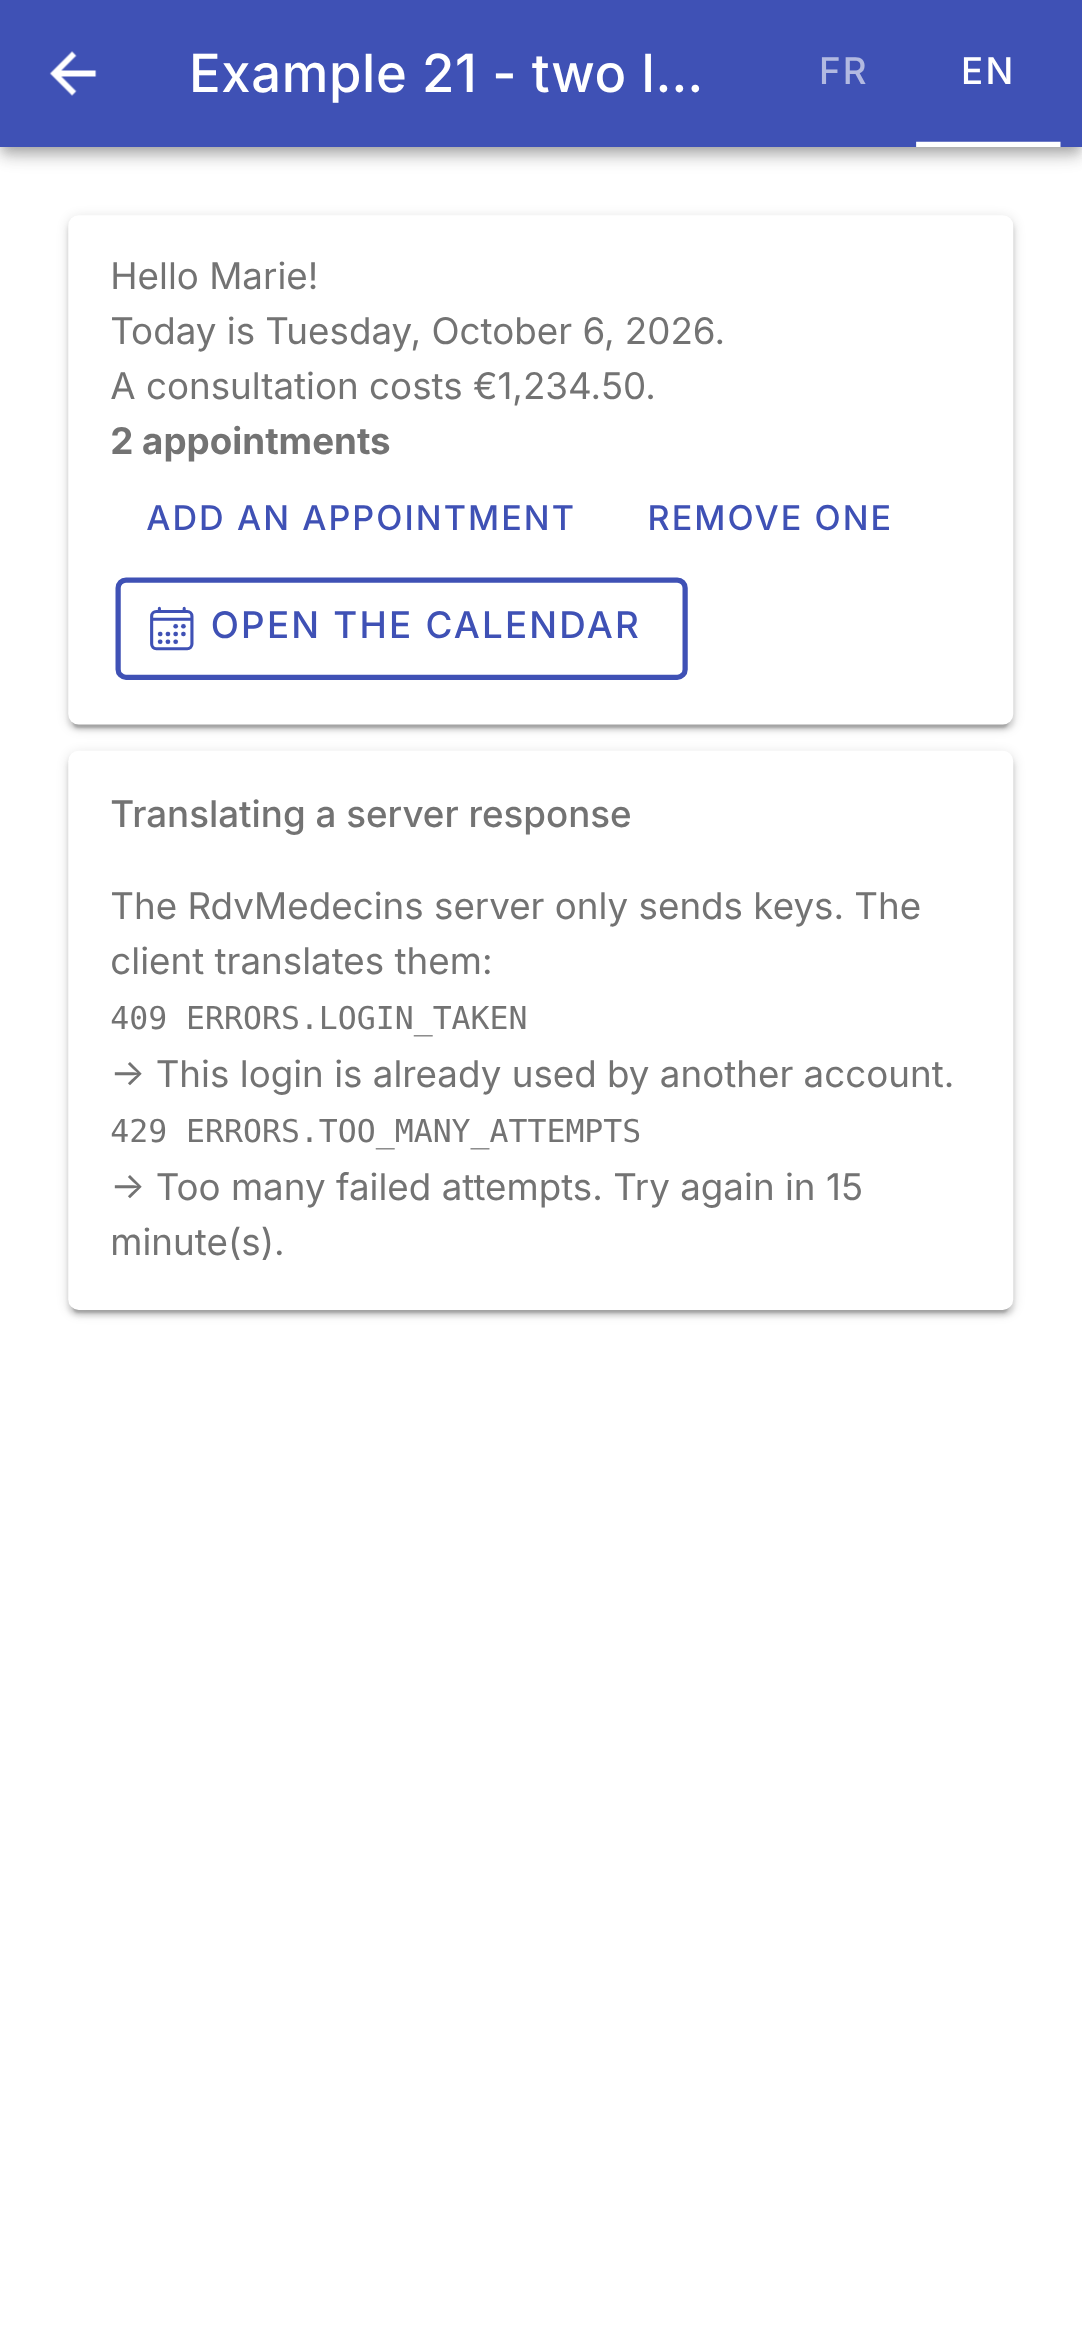 Example 21 - two l...
FR
EN
Hello Marie!
Today is Tuesday, October 6, 2026.
A consultation costs €1,234.50.
2 appointments
ADD AN APPOINTMENT
REMOVE ONE
OPEN THE CALENDAR
Translating a server response
The RdvMedecins server only sends keys. The
client translates them:
409 ERRORS.LOGIN_TAKEN
→ This login is already used by another account.
429 ERRORS.TOO_MANY_ATTEMPTS
→ Too many failed attempts. Try again in 15
minute(s).